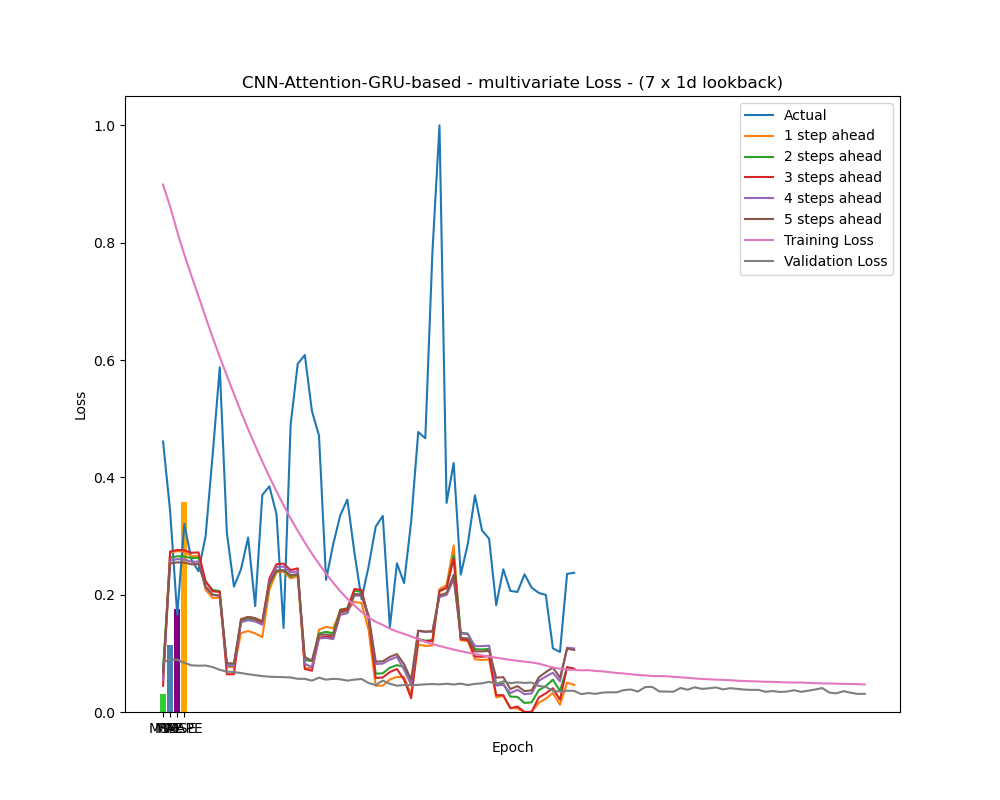 CNN-Attention-GRU-based - multivariate Loss - (7 x 1d lookback)
1.0
0.8
0.6
0.4
0.2
0.0
Loss
Actual
1 step ahead
2 steps ahead
3 steps ahead
4 steps ahead
5 steps ahead
Training Loss
Validation Loss
Epoch